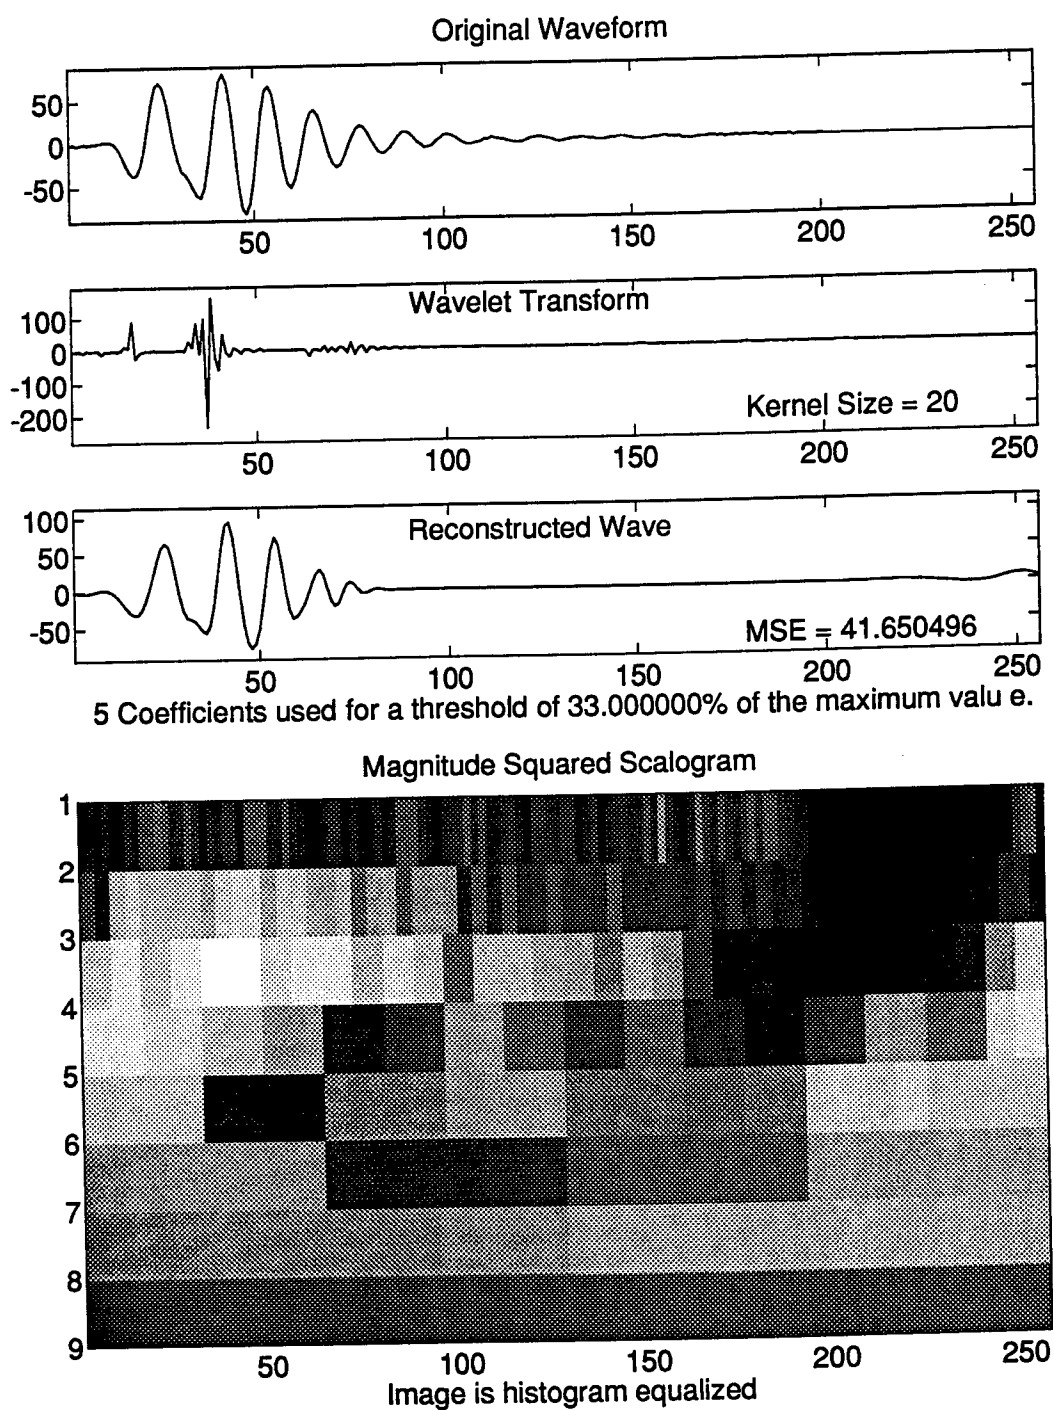 Original Waveform
50
0
-50
50 100 150 200 250
Wavelet Transform
100
0
-100
-200
Kernel Size = 20
50 100 150 200 250
Reconstructed Wave
100
50
0
-50
MSE = 41.650496
50 100 150 200 250
5 Coefficients used for a threshold of 33.000000% of the maximum valu e.
Magnitude Squared Scalogram
1
2
3
4
5
6
7
8
9
50 100 150 200 250
Image is histogram equalized